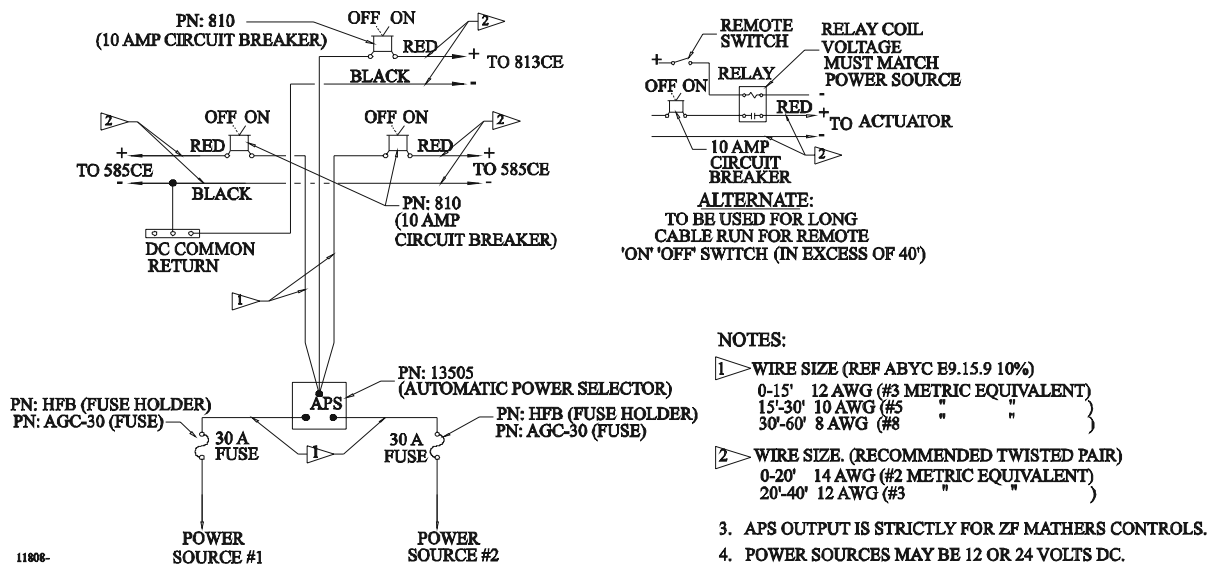 PN: 810
(10 AMP CIRCUIT BREAKER)
OFF ON
2
RED
+
TO 813CE
BLACK
-
2
OFF ON
OFF ON
2
RED
RED
+
TO 585CE
-
+
TO 585CE
-
BLACK
PN: 810
(10 AMP
CIRCUIT BREAKER)
DC COMMON
RETURN
1
PN: 13505
(AUTOMATIC POWER SELECTOR)
APS
PN: HFB (FUSE HOLDER)
PN: AGC-30 (FUSE)
PN: HFB (FUSE HOLDER)
PN: AGC-30 (FUSE)
30 A
FUSE
1
30 A
FUSE
POWER
SOURCE #1
POWER
SOURCE #2
11808-
REMOTE
SWITCH
RELAY COIL
VOLTAGE
MUST MATCH
POWER SOURCE
+
RELAY
OFF ON
-
RED
+
TO ACTUATOR
-
10 AMP
CIRCUIT
BREAKER
2
ALTERNATE:
TO BE USED FOR LONG
CABLE RUN FOR REMOTE
'ON' 'OFF' SWITCH (IN EXCESS OF 40')
NOTES:
1 WIRE SIZE (REF ABYC E9.15.9 10%)
0-15' 12 AWG (#3 METRIC EQUIVALENT)
15'-30' 10 AWG (#5 " " )
30'-60' 8 AWG (#8 " " )
2 WIRE SIZE. (RECOMMENDED TWISTED PAIR)
0-20' 14 AWG (#2 METRIC EQUIVALENT)
20'-40' 12 AWG (#3 " " )
3. APS OUTPUT IS STRICTLY FOR ZF MATHERS CONTROLS.
4. POWER SOURCES MAY BE 12 OR 24 VOLTS DC.